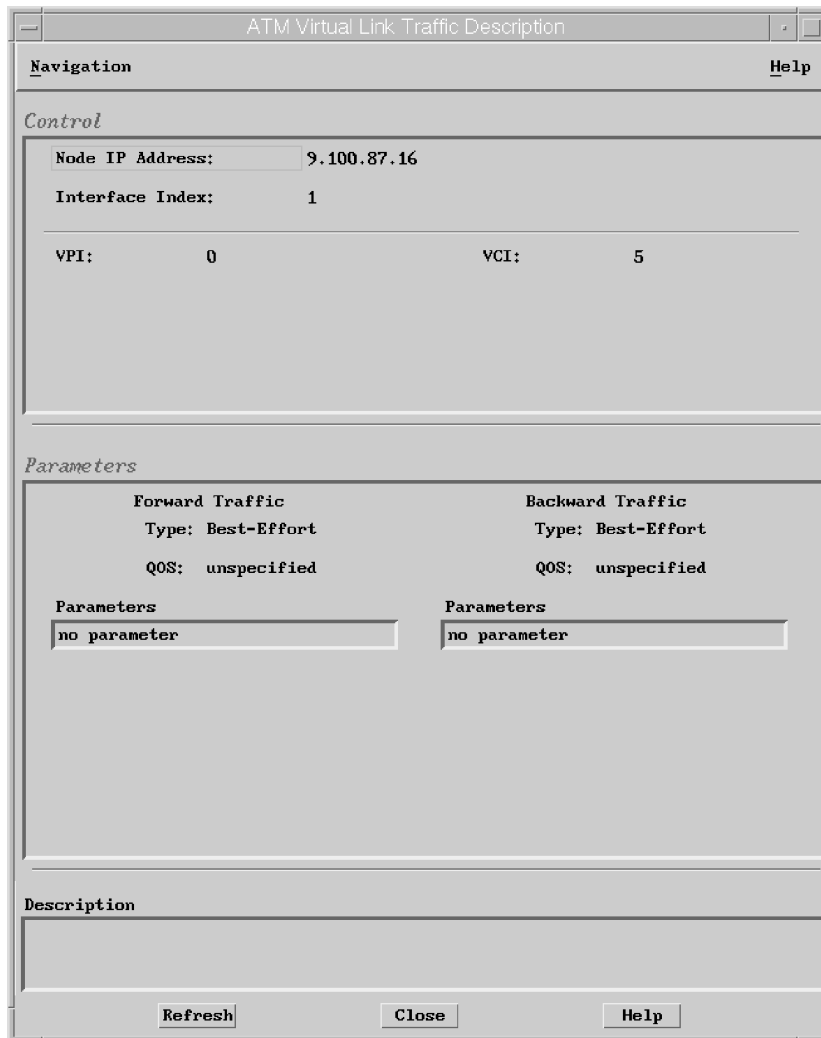 ATM Virtual Link Traffic Description
Navigation Help
Control
Node IP Address: 9.100.87.16
Interface Index: 1
VPI: 0 VCI: 5
Parameters
Forward Traffic Backward Traffic
Type: Best-Effort Type: Best-Effort
QOS: unspecified QOS: unspecified
Parameters Parameters
no parameter no parameter
Description
Refresh Close Help